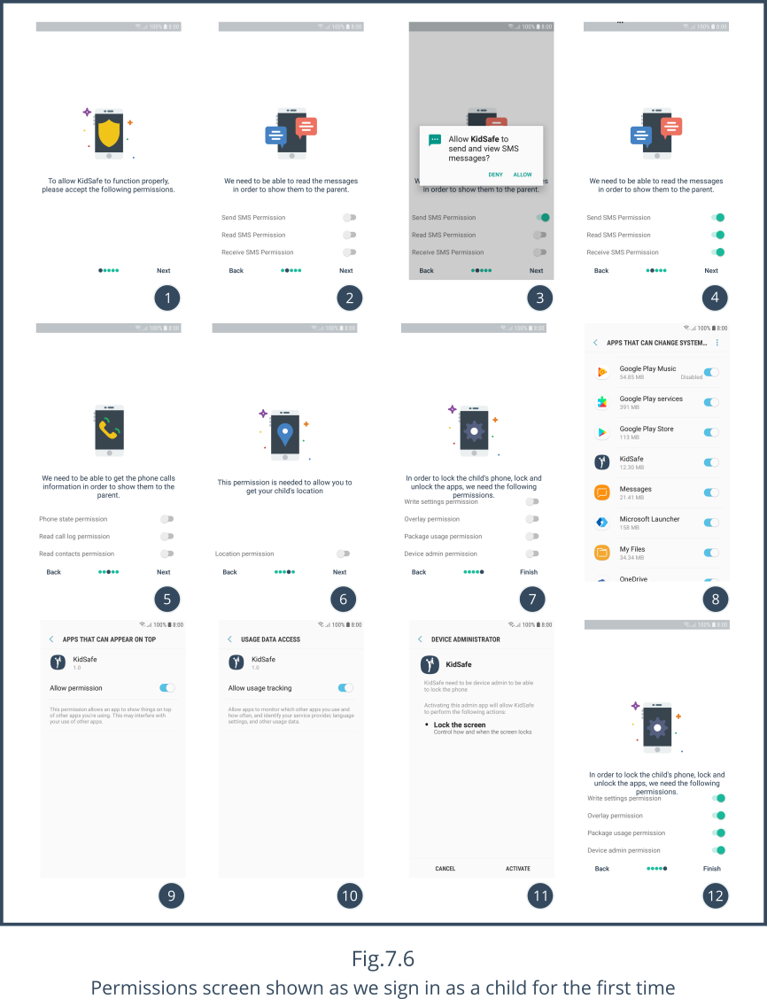 100% 8:00
To allow KidSafe to function properly,
please accept the following permissions.
Next
1
100% 8:00
We need to be able to read the messages
in order to show them to the parent.
Send SMS Permission
Read SMS Permission
Receive SMS Permission
Back
Next
2
100% 8:00
Allow KidSafe to
send and view SMS
messages?
DENY
ALLOW
W
s
in order to show them to the parent.
Send SMS Permission
Read SMS Permission
Receive SMS Permission
Back
Next
3
...
100% 8:00
We need to be able to read the messages
in order to show them to the parent.
Send SMS Permission
Read SMS Permission
Receive SMS Permission
Back
Next
4
100% 8:00
We need to be able to get the phone calls
information in order to show them to the
parent.
Phone state permission
Read call log permission
Read contacts permission
Back
Next
5
100% 8:00
This permission is needed to allow you to
get your child's location
Location permission
Back
Next
6
100% 8:00
In order to lock the child's phone, lock and
unlock the apps, we need the following
permissions.
Write settings permission
Overlay permission
Package usage permission
Device admin permission
Back
Finish
7
100% 8:00
APPS THAT CAN CHANGE SYSTEM...
Google Play Music
54.85 MB
Disabled
Google Play services
391 MB
Google Play Store
113 MB
KidSafe
12.30 MB
Messages
21.41 MB
Microsoft Launcher
158 MB
My Files
34.34 MB
OneDrive
8
100% 8:00
APPS THAT CAN APPEAR ON TOP
KidSafe
1.0
Allow permission
This permission allows an app to show things on top
of other apps you're using. This may interfere with
your use of other apps.
9
100% 8:00
USAGE DATA ACCESS
KidSafe
1.0
Allow usage tracking
Allow apps to monitor which other apps you use and
how often, and identify your service provider, language
settings, and other usage data.
10
100% 8:00
DEVICE ADMINISTRATOR
KidSafe
KidSafe need to be device admin to be able
to lock the phone
Activating this admin app will allow KidSafe
to perform the following actions:
• Lock the screen
Control how and when the screen locks
CANCEL
ACTIVATE
11
100% 8:00
In order to lock the child's phone, lock and
unlock the apps, we need the following
permissions.
Write settings permission
Overlay permission
Package usage permission
Device admin permission
Back
Finish
12
Fig.7.6
Permissions screen shown as we sign in as a child for the first time